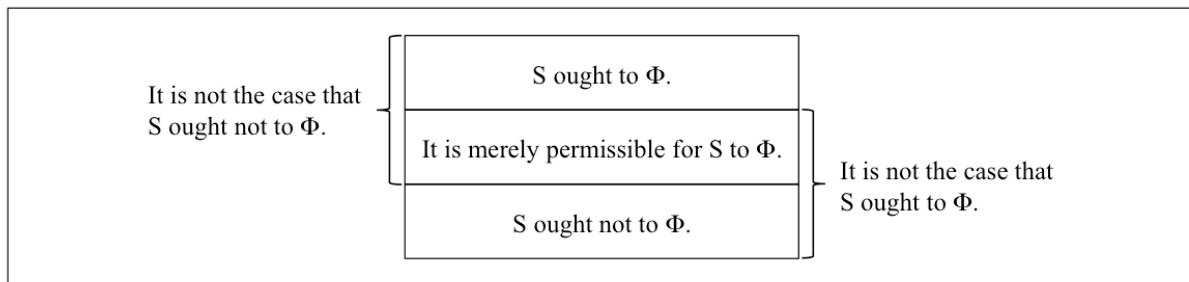 S ought to Φ.
It is not the case that
S ought not to Φ.
It is merely permissible for S to Φ.
It is not the case that
S ought to Φ.
S ought not to Φ.